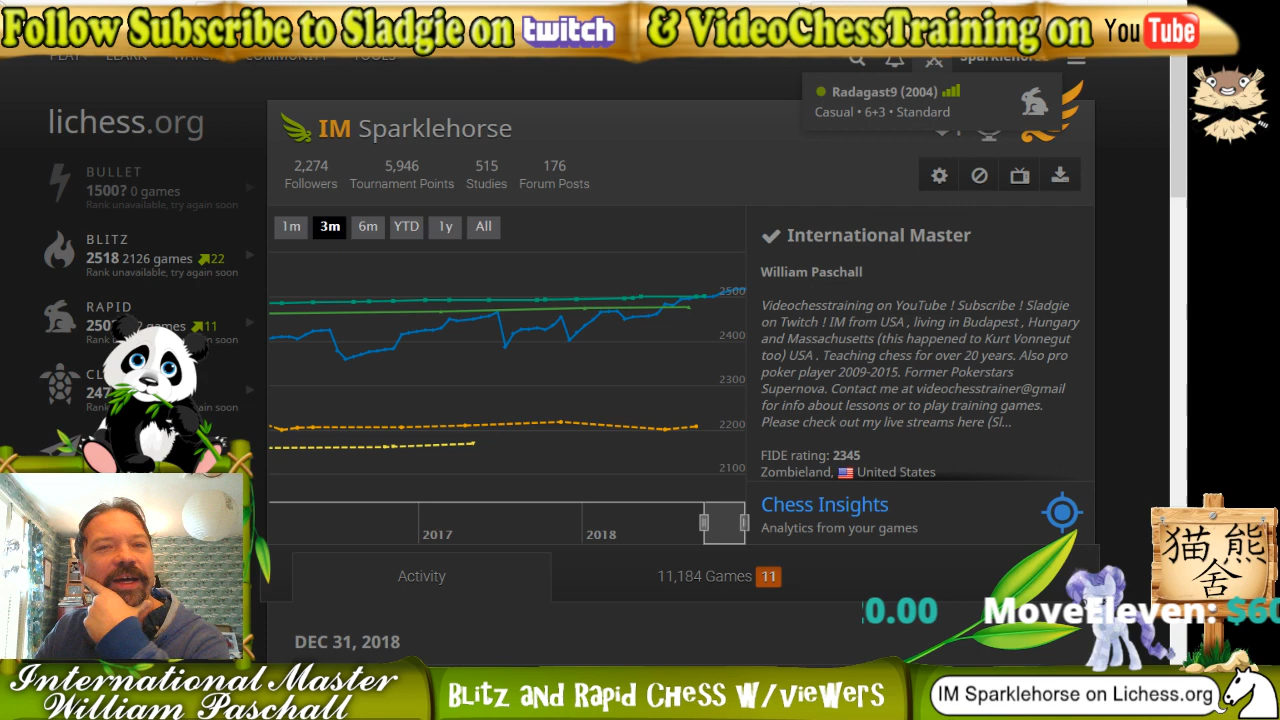 Follow Subscribe to Sladgie on twitch & VideoChessTraining on YouTube
lichess.org
Radagast9 (2004)
Casual • 6+3 • Standard
IM Sparklehorse
2,274 5,946 515 176
Followers Tournament Points Studies Forum Posts
BULLET
1500? 0 games
Rank unavailable, try again soon
BLITZ
2518 2126 games 22
Rank unavailable, try again soon
RAPID
games 11
soon
1m 3m 6m YTD 1y All
2500
2400
2300
2200
2100
2017 2018
International Master
William Paschall
Videochesstraining on YouTube ! Subscribe ! Sladgie
on Twitch ! IM from USA , living in Budapest , Hungary
and Massachusetts (this happened to Kurt Vonnegut
too) USA . Teaching chess for over 20 years. Also pro
poker player 2009-2015. Former Pokerstars
Supernova. Contact me at videochesstrainer@gmail
for info about lessons or to play training games.
Please check out my live streams here (Sl...
FIDE rating: 2345
Zombieland, United States
Chess Insights
Analytics from your games
Activity 11,184 Games 11
DEC 31, 2018
猫熊
舍
0.00 MoveEleven: $60
International Master
William Paschall
Blitz and Rapid Chess w/Viewers
IM Sparklehorse on Lichess.org